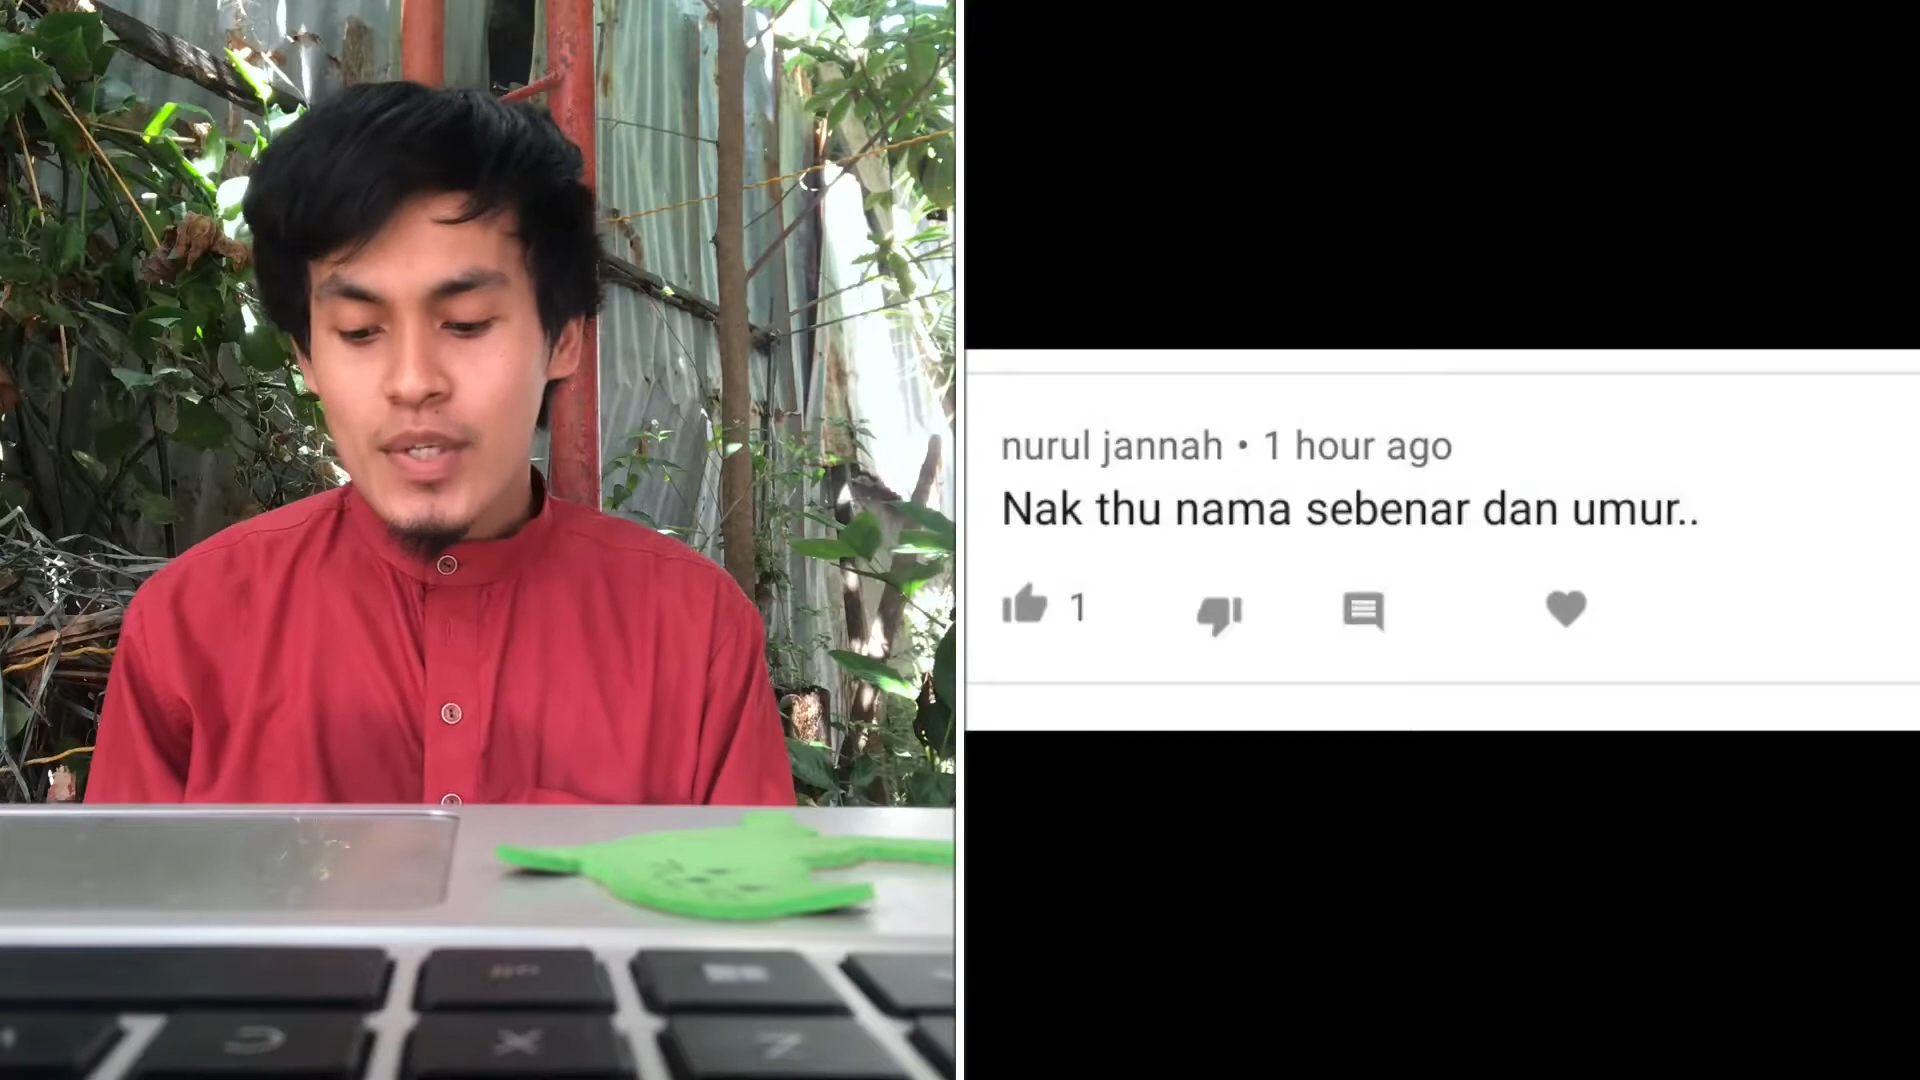 nurul jannah • 1 hour ago
Nak thu nama sebenar dan umur..
1